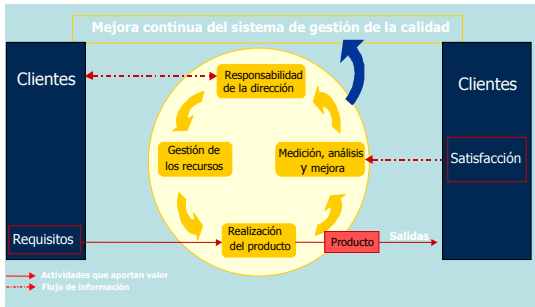 Mejora continua del sistema de gestión de la calidad
Clientes
Responsabilidad
de la dirección
Clientes
Gestión de
los recursos
Medición, análisis
y mejora
Satisfacción
Requisitos
Realización
del producto
Producto
Salidas
Actividades que aportan valor
Flujo de información